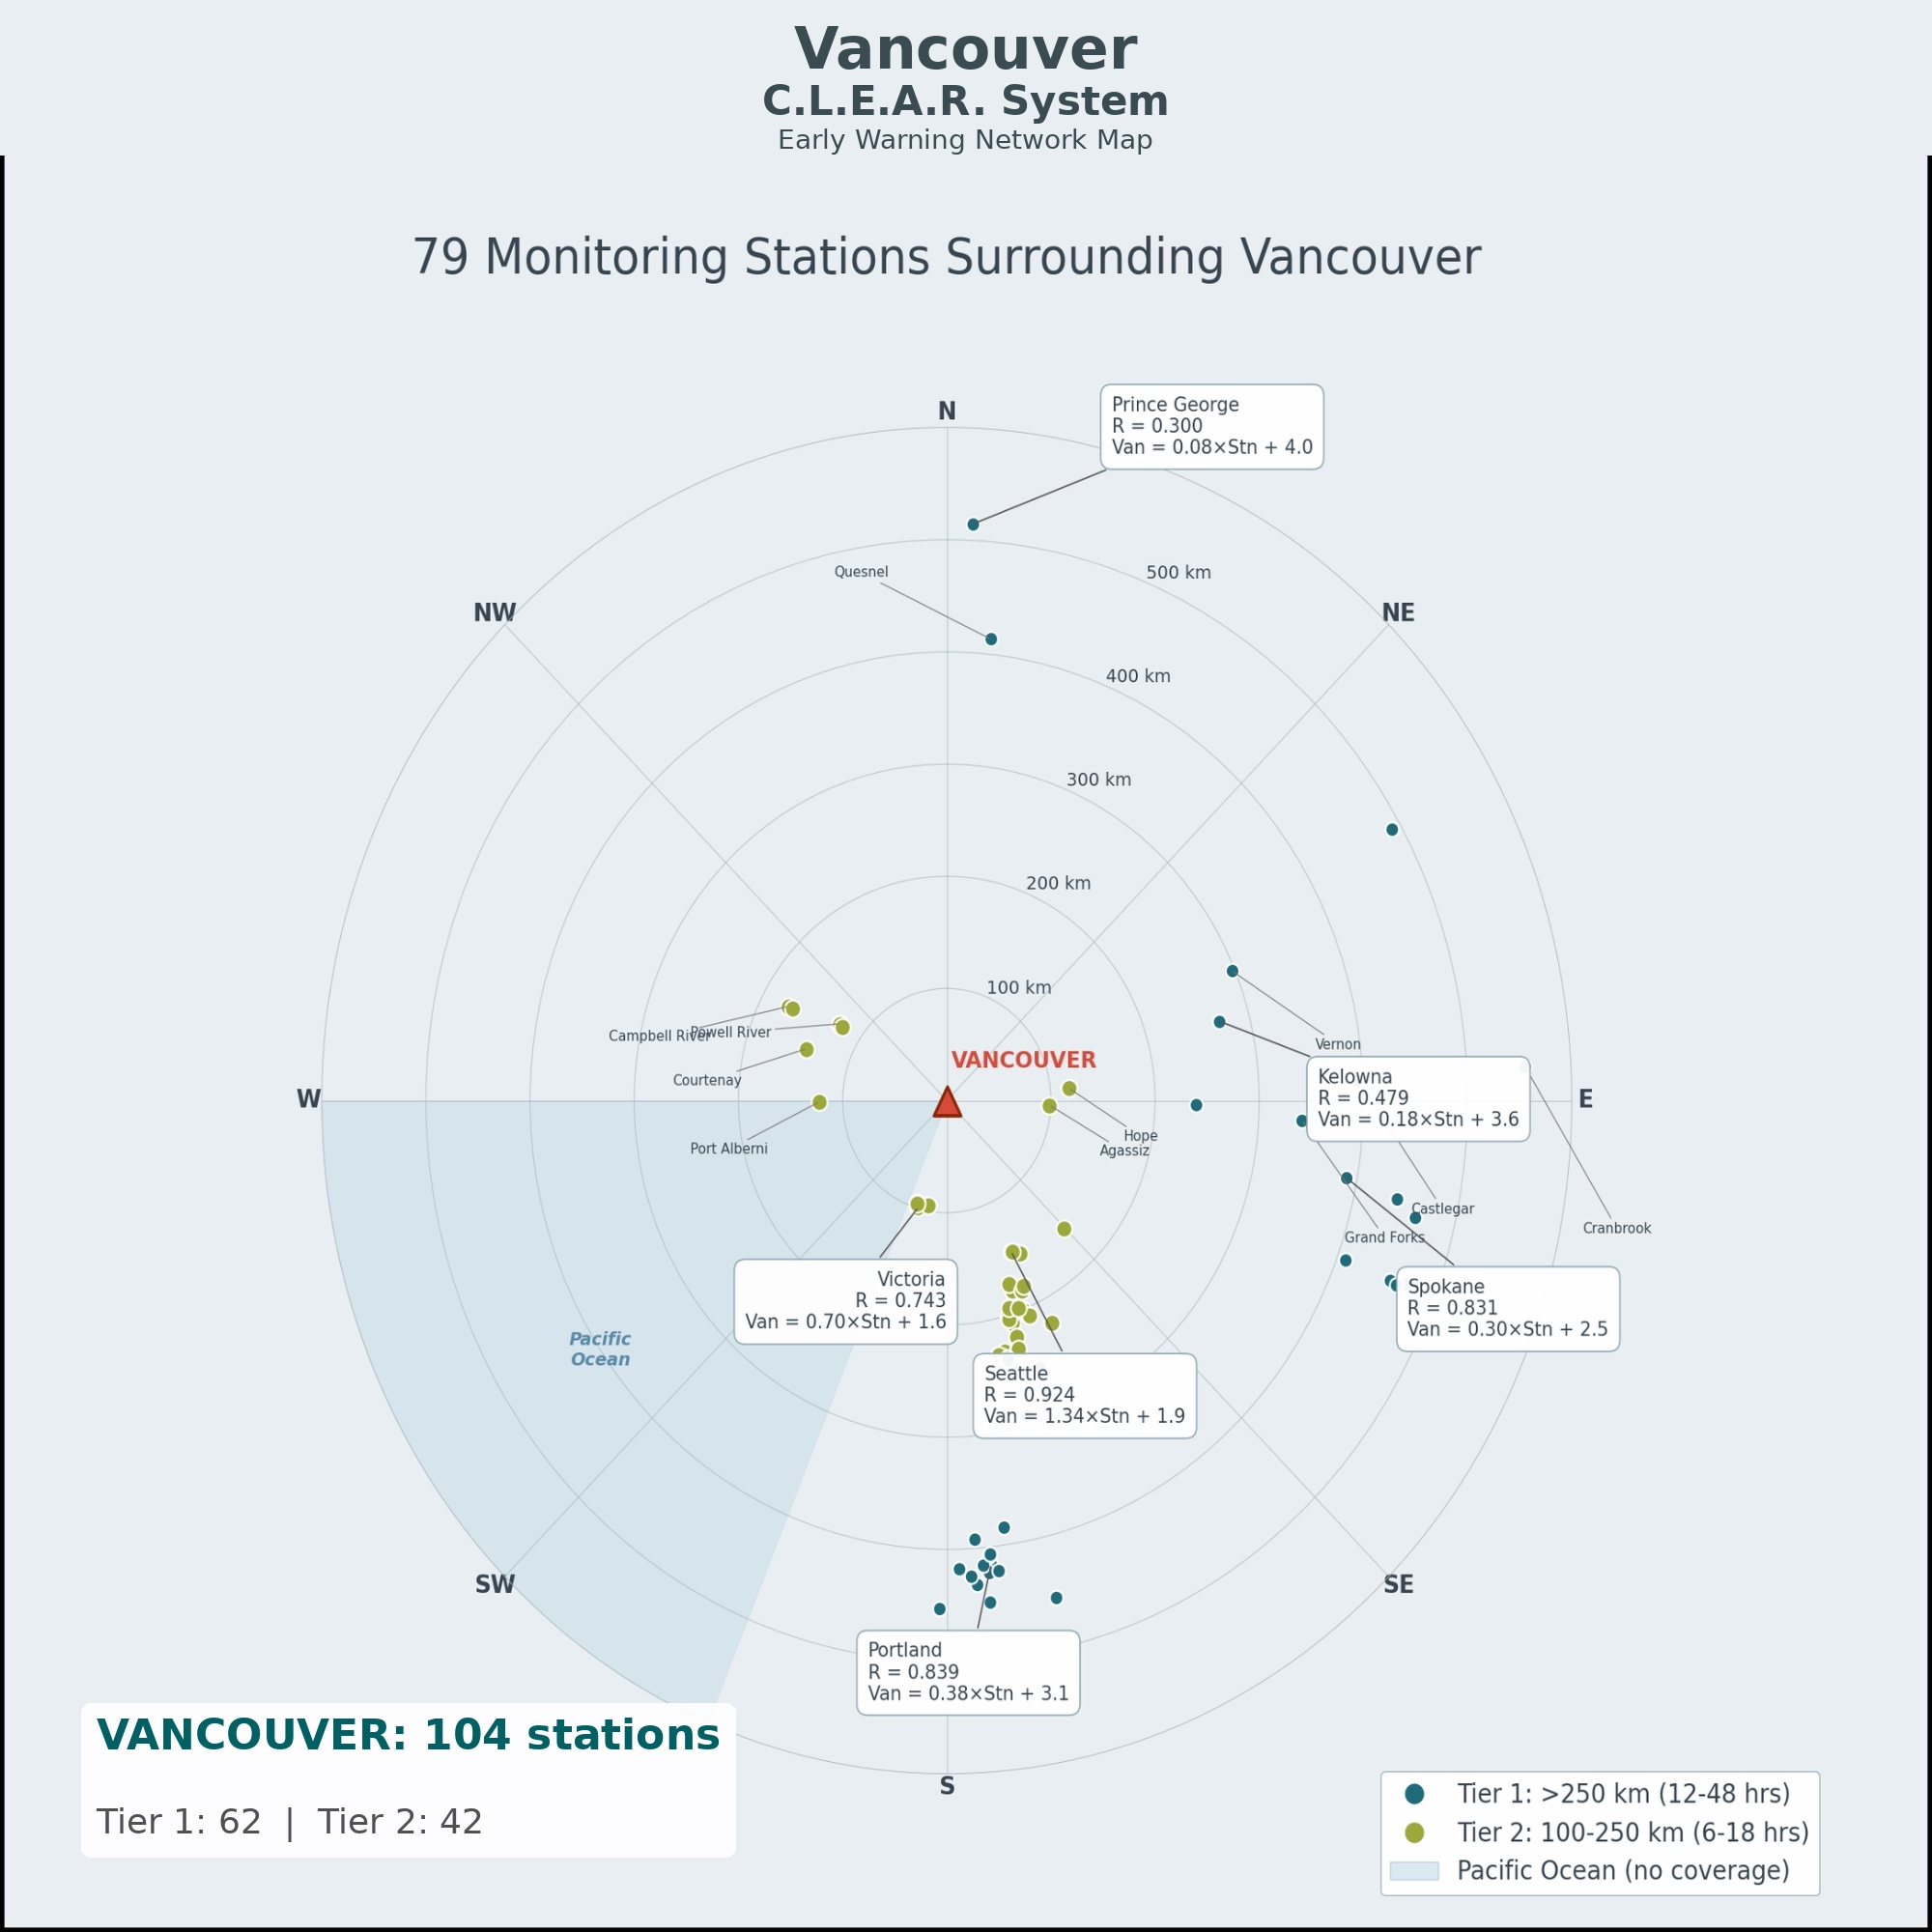 Vancouver
C.L.E.A.R. System
Early Warning Network Map
79 Monitoring Stations Surrounding Vancouver
Prince George
R = 0.300
Van = 0.08×Stn + 4.0
N
Quesnel
500 km
NW
NE
400 km
300 km
200 km
100 km
Campbell River
Powell River
VANCOUVER
Vernon
Courtenay
Kelowna
R = 0.479
Van = 0.18×Stn + 3.6
W
E
Port Alberni
Hope
Agassiz
Castlegar
Cranbrook
Grand Forks
Victoria
R = 0.743
Van = 0.70×Stn + 1.6
Spokane
R = 0.831
Van = 0.30×Stn + 2.5
Pacific
Ocean
Seattle
R = 0.924
Van = 1.34×Stn + 1.9
SW
SE
Portland
R = 0.839
Van = 0.38×Stn + 3.1
VANCOUVER: 104 stations
Tier 1: 62 | Tier 2: 42
S
Tier 1: >250 km (12-48 hrs)
Tier 2: 100-250 km (6-18 hrs)
Pacific Ocean (no coverage)